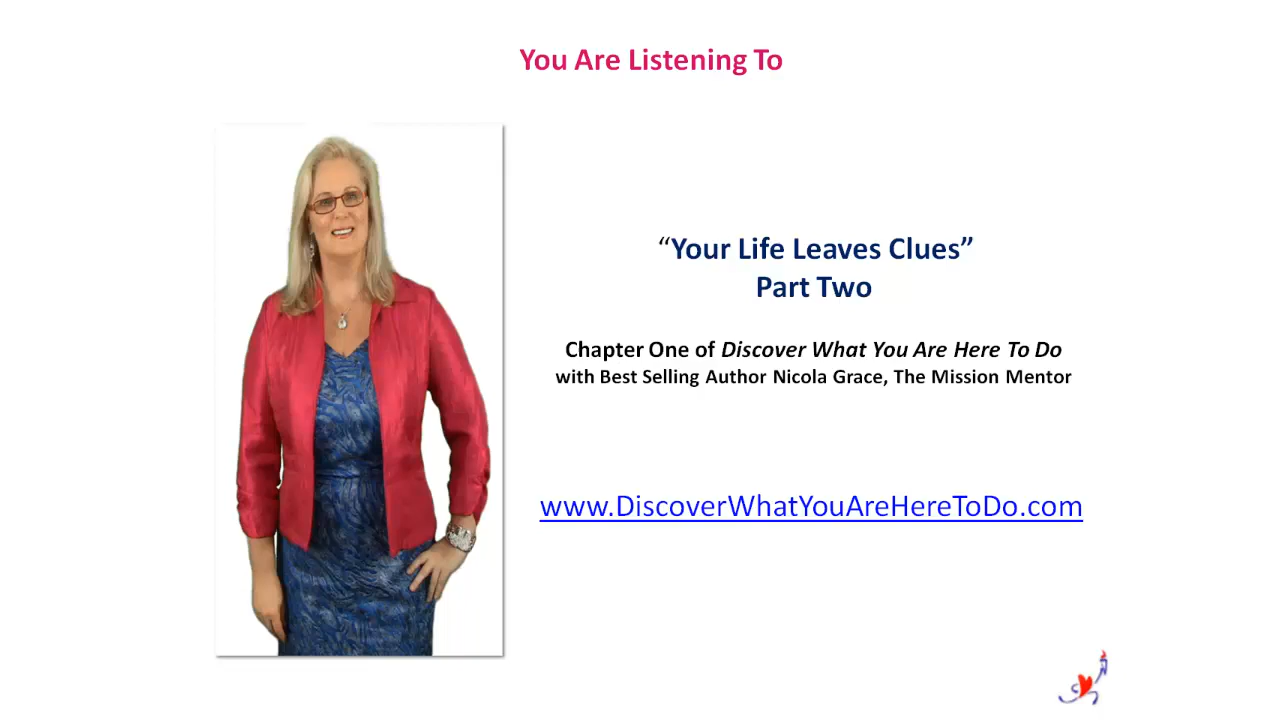 You Are Listening To
“Your Life Leaves Clues”
Part Two
Chapter One of Discover What You Are Here To Do
with Best Selling Author Nicola Grace, The Mission Mentor
www.DiscoverWhatYouAreHereToDo.com